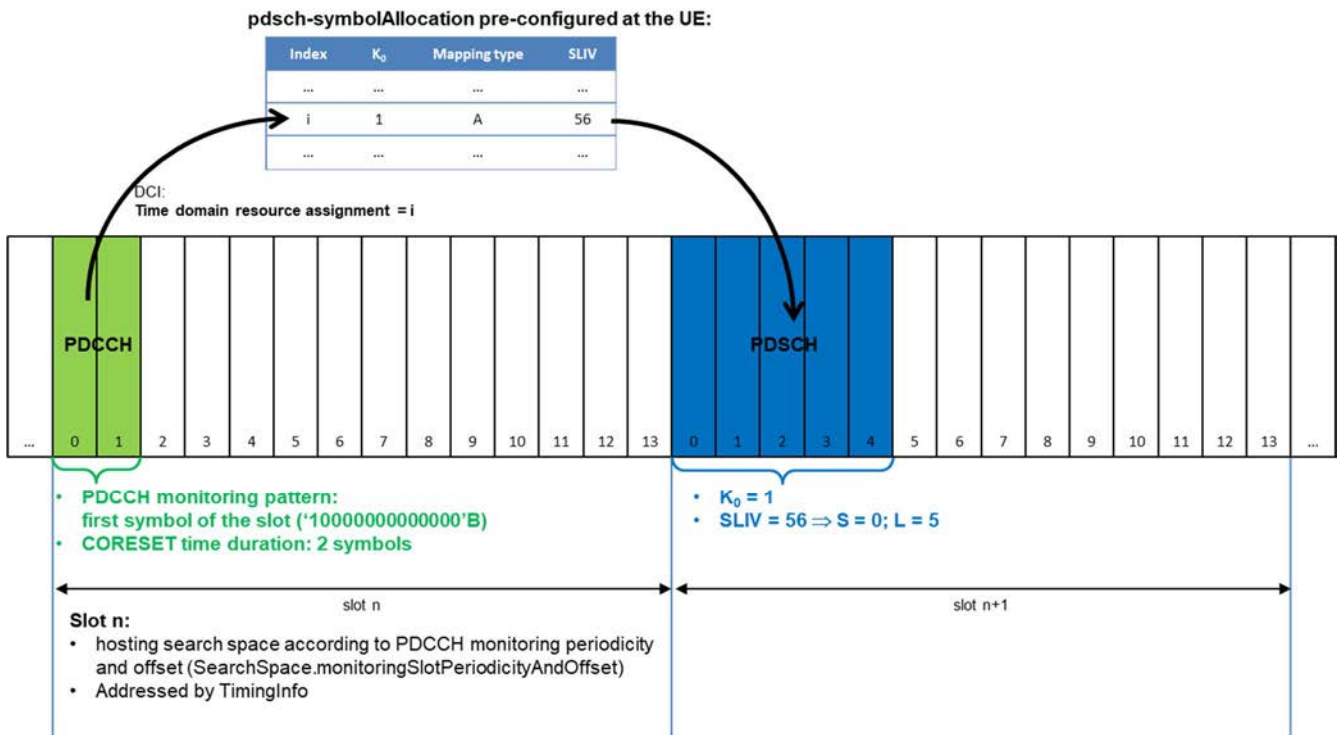 pdsch-symbolAllocation pre-configured at the UE:
Index K₀ Mapping type SLIV
... ... ... ...
i 1 A 56
... ... ... ...
DCI:
Time domain resource assignment = i
PDCCH PDSCH
... 0 1 2 3 4 5 6 7 8 9 10 11 12 13 0 1 2 3 4 5 6 7 8 9 10 11 12 13 ...
• PDCCH monitoring pattern:
first symbol of the slot (‘10000000000000’B)
• CORESET time duration: 2 symbols
• K₀ = 1
• SLIV = 56 ⇒ S = 0; L = 5
slot n slot n+1
Slot n:
• hosting search space according to PDCCH monitoring periodicity
and offset (SearchSpace.monitoringSlotPeriodicityAndOffset)
• Addressed by TimingInfo